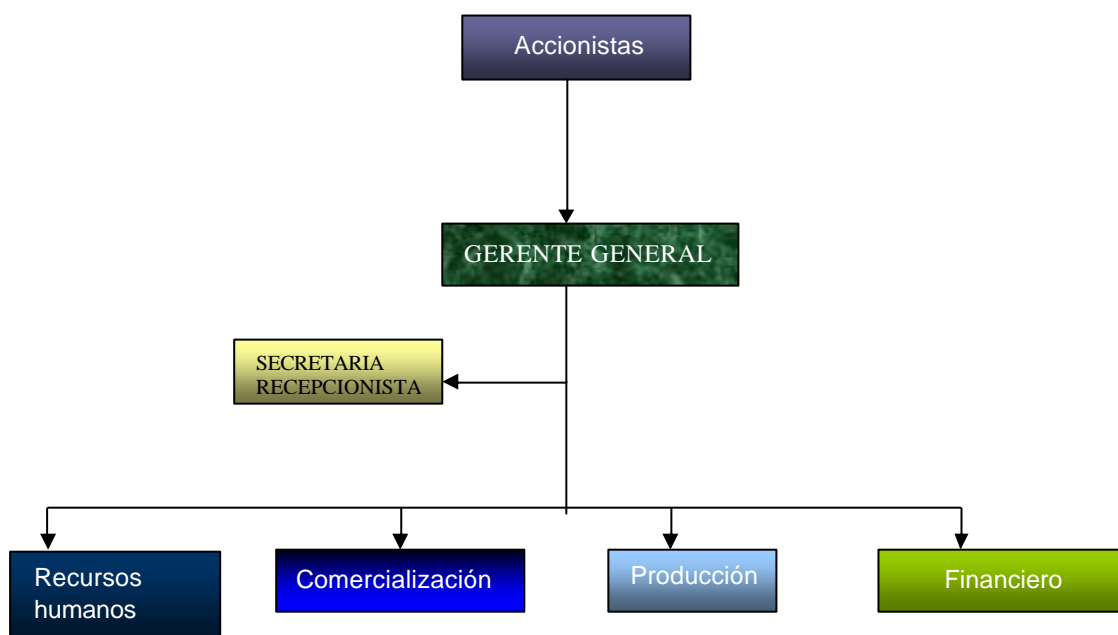 Accionistas
GERENTE GENERAL
SECRETARIA
RECEPCIONISTA
Recursos
humanos
Comercialización
Producción
Financiero